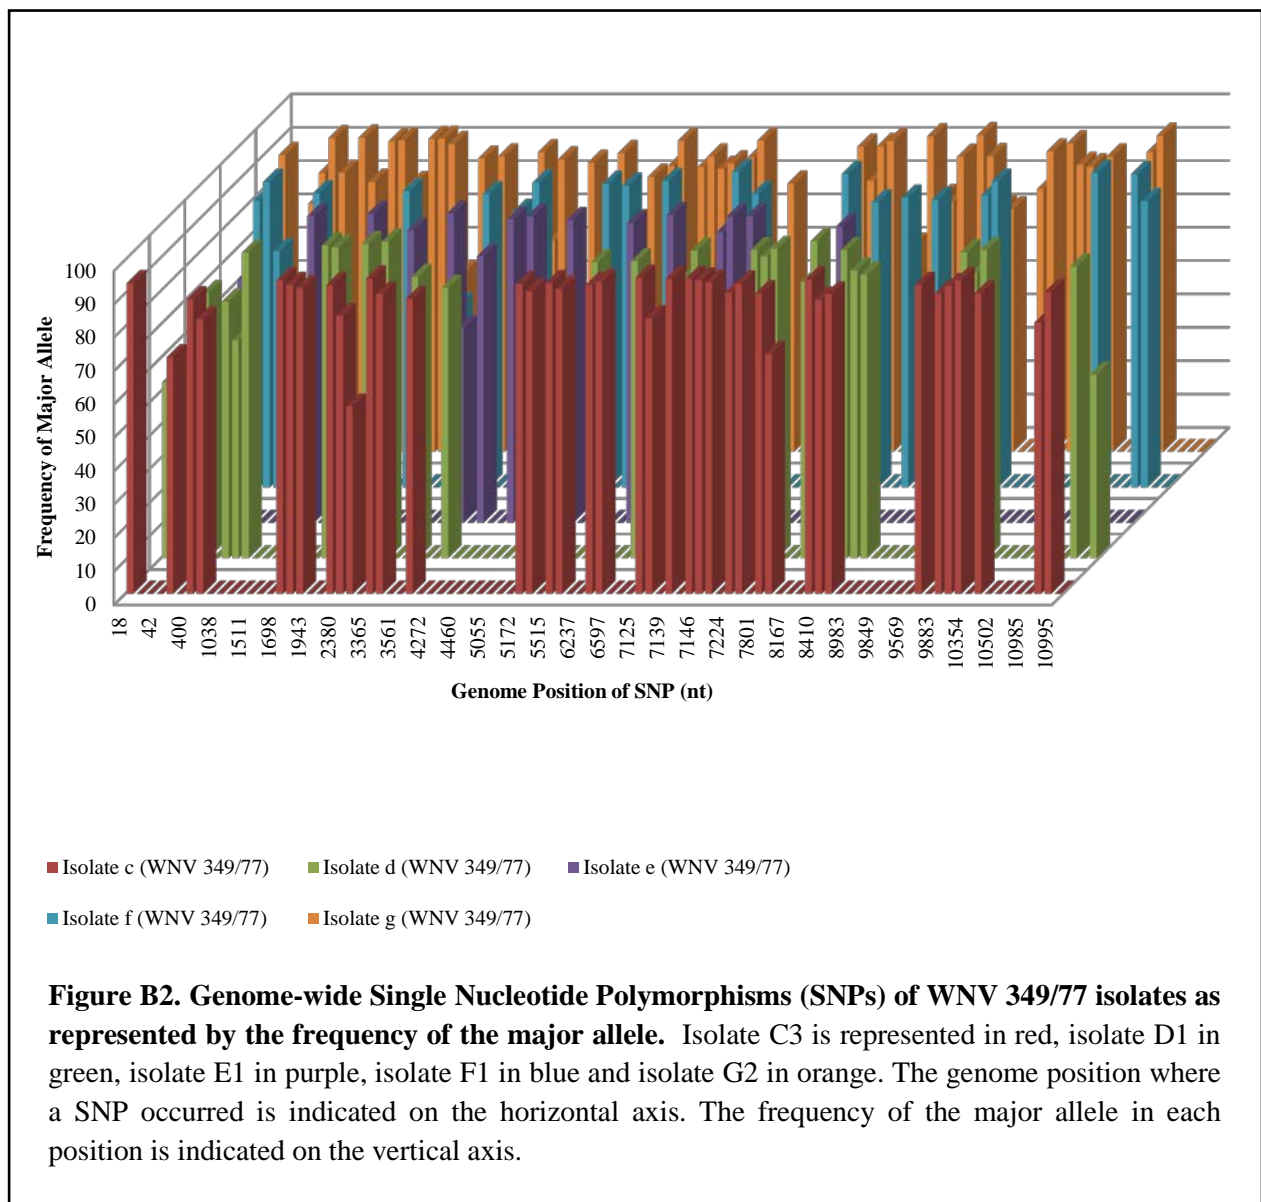 100
90
80
70
60
50
40
30
20
10
0
Frequency of Major Allele
18 42 400 1038 1511 1698 1943 2380 3365 3561 4272 4460 5055 5172 5515 6237 6597 7125 7139 7146 7224 7801 8167 8410 8983 9849 9569 9883 10354 10502 10985 10995
Genome Position of SNP (nt)
Isolate c (WNV 349/77) Isolate d (WNV 349/77) Isolate e (WNV 349/77)
Isolate f (WNV 349/77) Isolate g (WNV 349/77)
Figure B2. Genome-wide Single Nucleotide Polymorphisms (SNPs) of WNV 349/77 isolates as
represented by the frequency of the major allele. Isolate C3 is represented in red, isolate D1 in
green, isolate E1 in purple, isolate F1 in blue and isolate G2 in orange. The genome position where
a SNP occurred is indicated on the horizontal axis. The frequency of the major allele in each
position is indicated on the vertical axis.